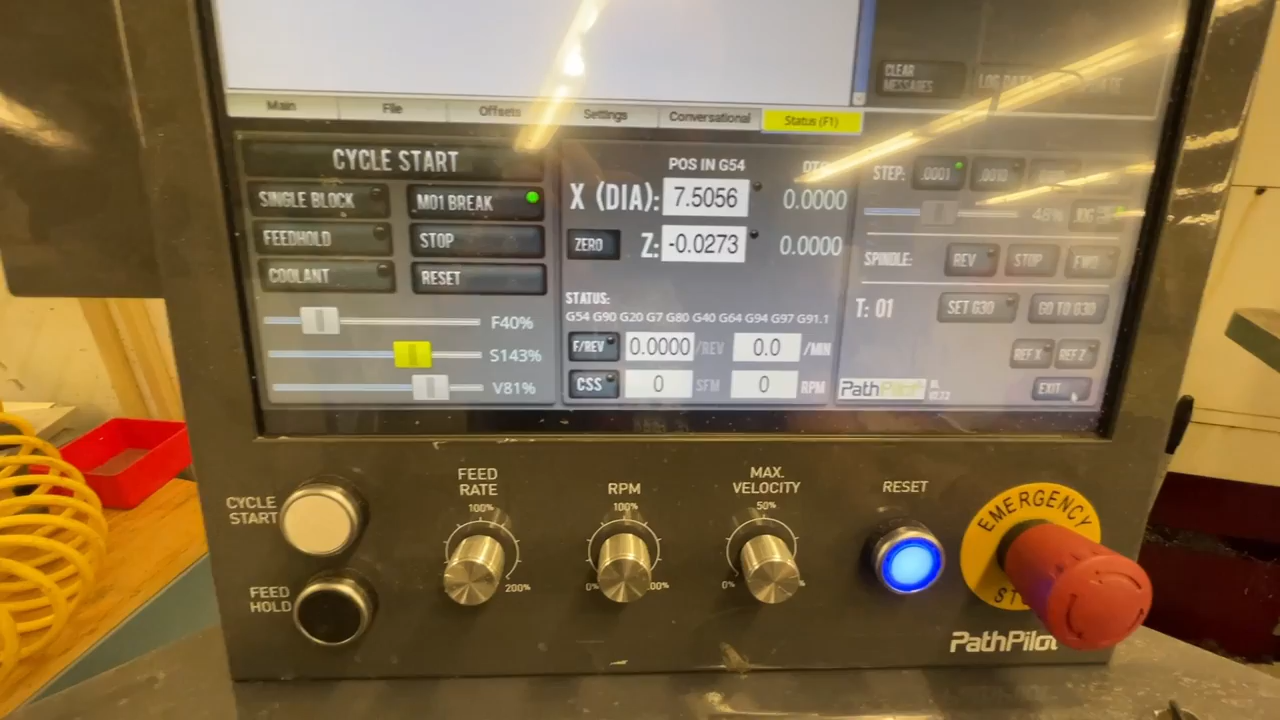 CLEAR
MESSAGES
LOG DATA
Main File Offsets Settings Conversational Status (F1)
CYCLE START
SINGLE BLOCK M01 BREAK
FEEDHOLD STOP
COOLANT RESET
F40%
S143%
V81%
POS IN G54
X (DIA): 7.5056 0.0000
ZERO Z: -0.0273 0.0000
STATUS:
G54 G90 G20 G7 G80 G40 G64 G94 G97 G91.1
F/REV 0.0000 /REV 0.0 /MIN
CSS 0 SFM 0 RPM
STEP: .0001 .0010
48% JOG
SPINDLE: REV STOP FWD
T: 01 SET G30 GO TO G30
REF X REF Z
PathPilot EXIT
CYCLE
START
FEED
HOLD
FEED
RATE
100%
200%
RPM
100%
0%
MAX.
VELOCITY
50%
0%
RESET
EMERGENCY
PathPilot